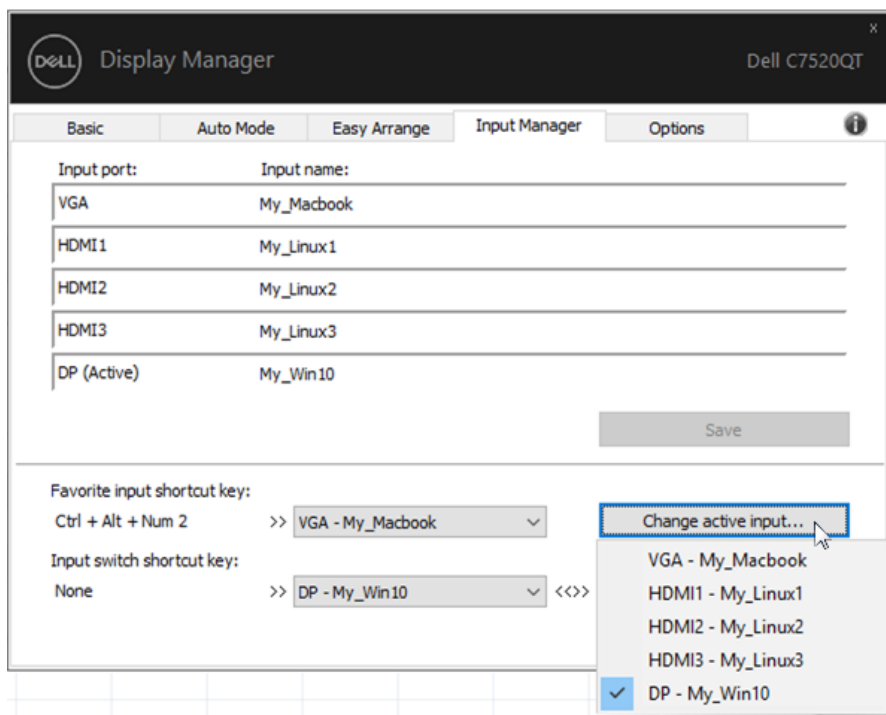 DELL Display Manager Dell C7520QT x
Basic Auto Mode Easy Arrange Input Manager Options i
Input port: Input name:
VGA My_Macbook
HDMI1 My_Linux1
HDMI2 My_Linux2
HDMI3 My_Linux3
DP (Active) My_Win10
Save
Favorite input shortcut key:
Ctrl + Alt + Num 2 >> VGA - My_Macbook Change active input...
Input switch shortcut key:
None >> DP - My_Win10 <<>>
VGA - My_Macbook
HDMI1 - My_Linux1
HDMI2 - My_Linux2
HDMI3 - My_Linux3
DP - My_Win10